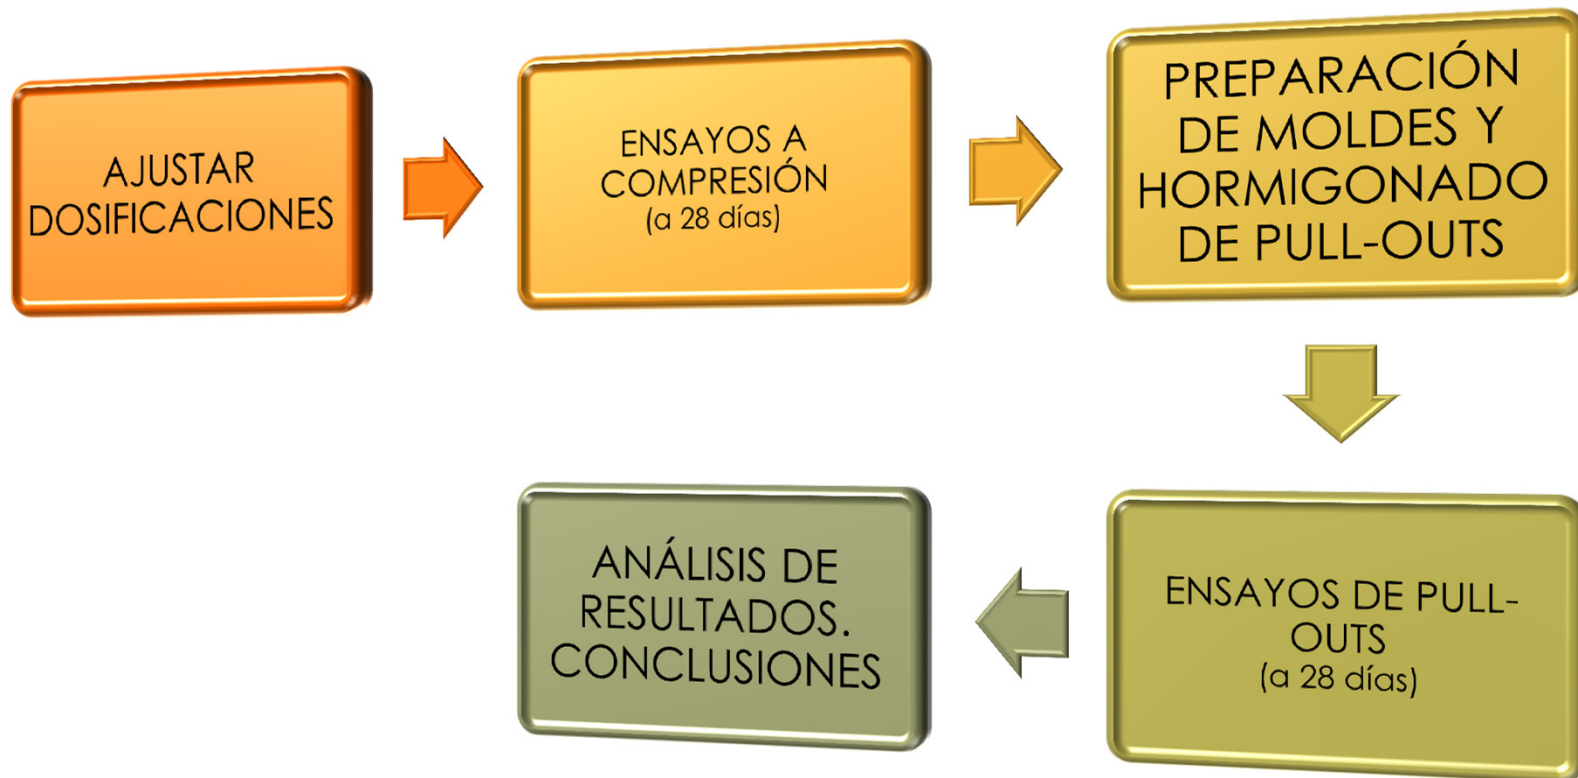 AJUSTAR
DOSIFICACIONES
ENSAYOS A
COMPRESIÓN
(a 28 días)
PREPARACIÓN
DE MOLDES Y
HORMIGONADO
DE PULL-OUTS
ENSAYOS DE PULL-
OUTS
(a 28 días)
ANÁLISIS DE
RESULTADOS.
CONCLUSIONES